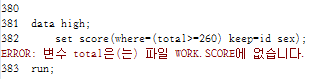 380
381  data high;
382      set score(where=(total>=260) keep=id sex);
ERROR: 변수 total은(는) 파일 WORK.SCORE에 없습니다.
383  run;